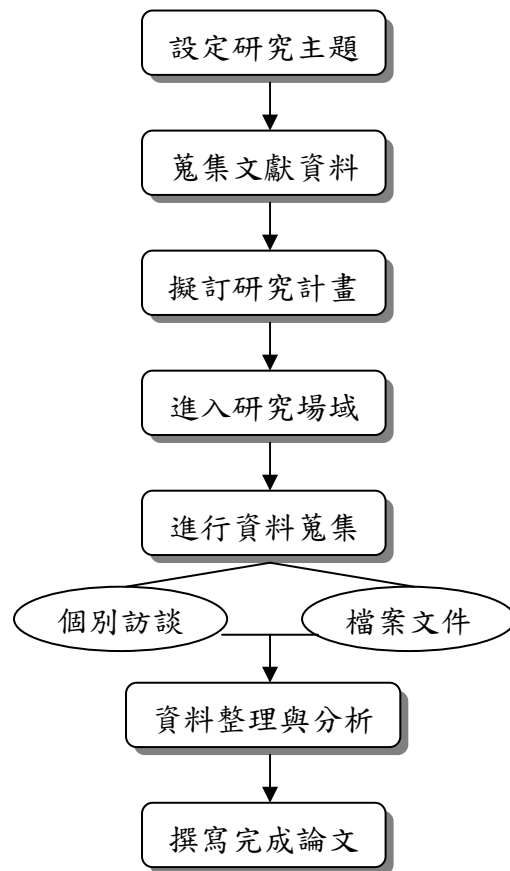 設定研究主題
蒐集文獻資料
擬訂研究計畫
進入研究場域
進行資料蒐集
個別訪談
檔案文件
資料整理與分析
撰寫完成論文